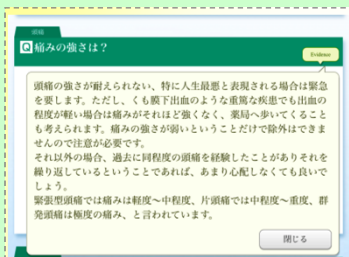 頭痛
Q 痛みの強さは？
Evidence
頭痛の強さが耐えられない、特に人生最悪と表現される場合は緊急
を要します。ただし、くも膜下出血のような重篤な疾患でも出血の
程度が軽い場合は痛みがそれほど強くなく、薬局へ歩いてくること
も考えられます。痛みの強さが弱いということだけで除外はできま
せんので注意が必要です。
それ以外の場合、過去に同程度の頭痛を経験したことがありそれを
繰り返しているということであれば、あまり心配しなくても良いで
しょう。
緊張型頭痛では痛みは軽度～中程度、片頭痛では中程度～重度、群
発頭痛は極度の痛み、と言われています。
閉じる